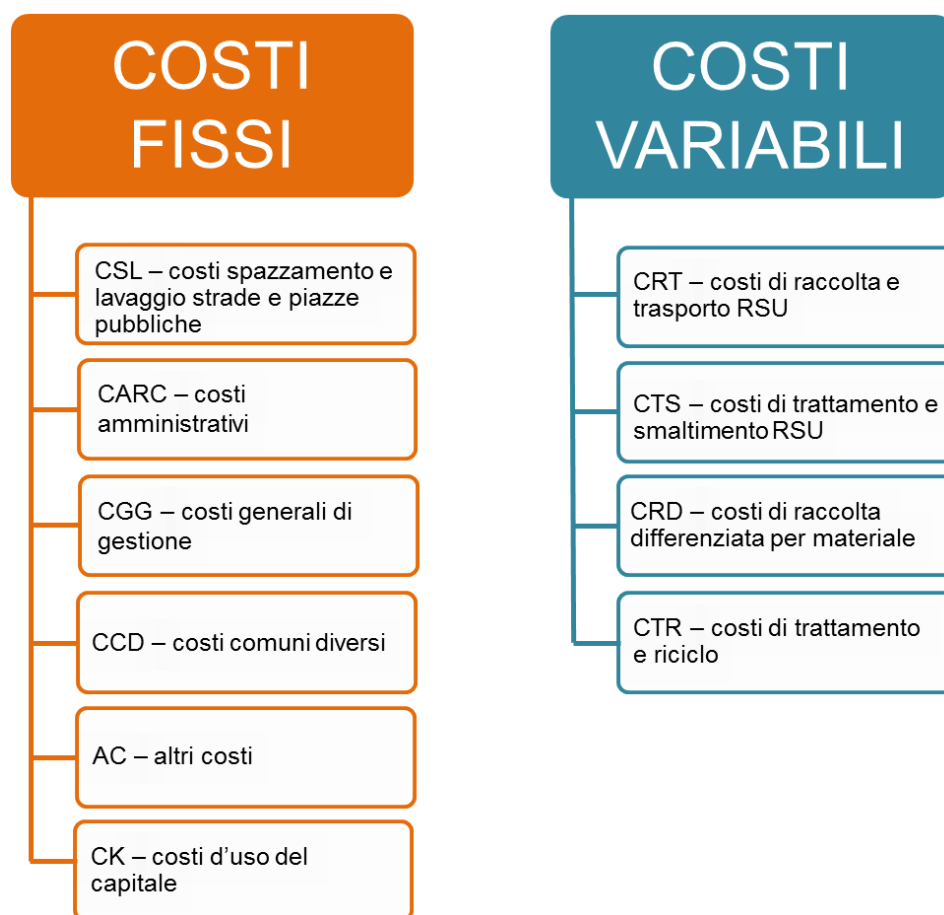 COSTI
FISSI
CSL – costi spazzamento e
lavaggio strade e piazze
pubbliche
CARC – costi
amministrativi
CGG – costi generali di
gestione
CCD – costi comuni diversi
AC – altri costi
CK – costi d'uso del
capitale
COSTI
VARIABILI
CRT – costi di raccolta e
trasporto RSU
CTS – costi di trattamento e
smaltimento RSU
CRD – costi di raccolta
differenziata per materiale
CTR – costi di trattamento
e riciclo